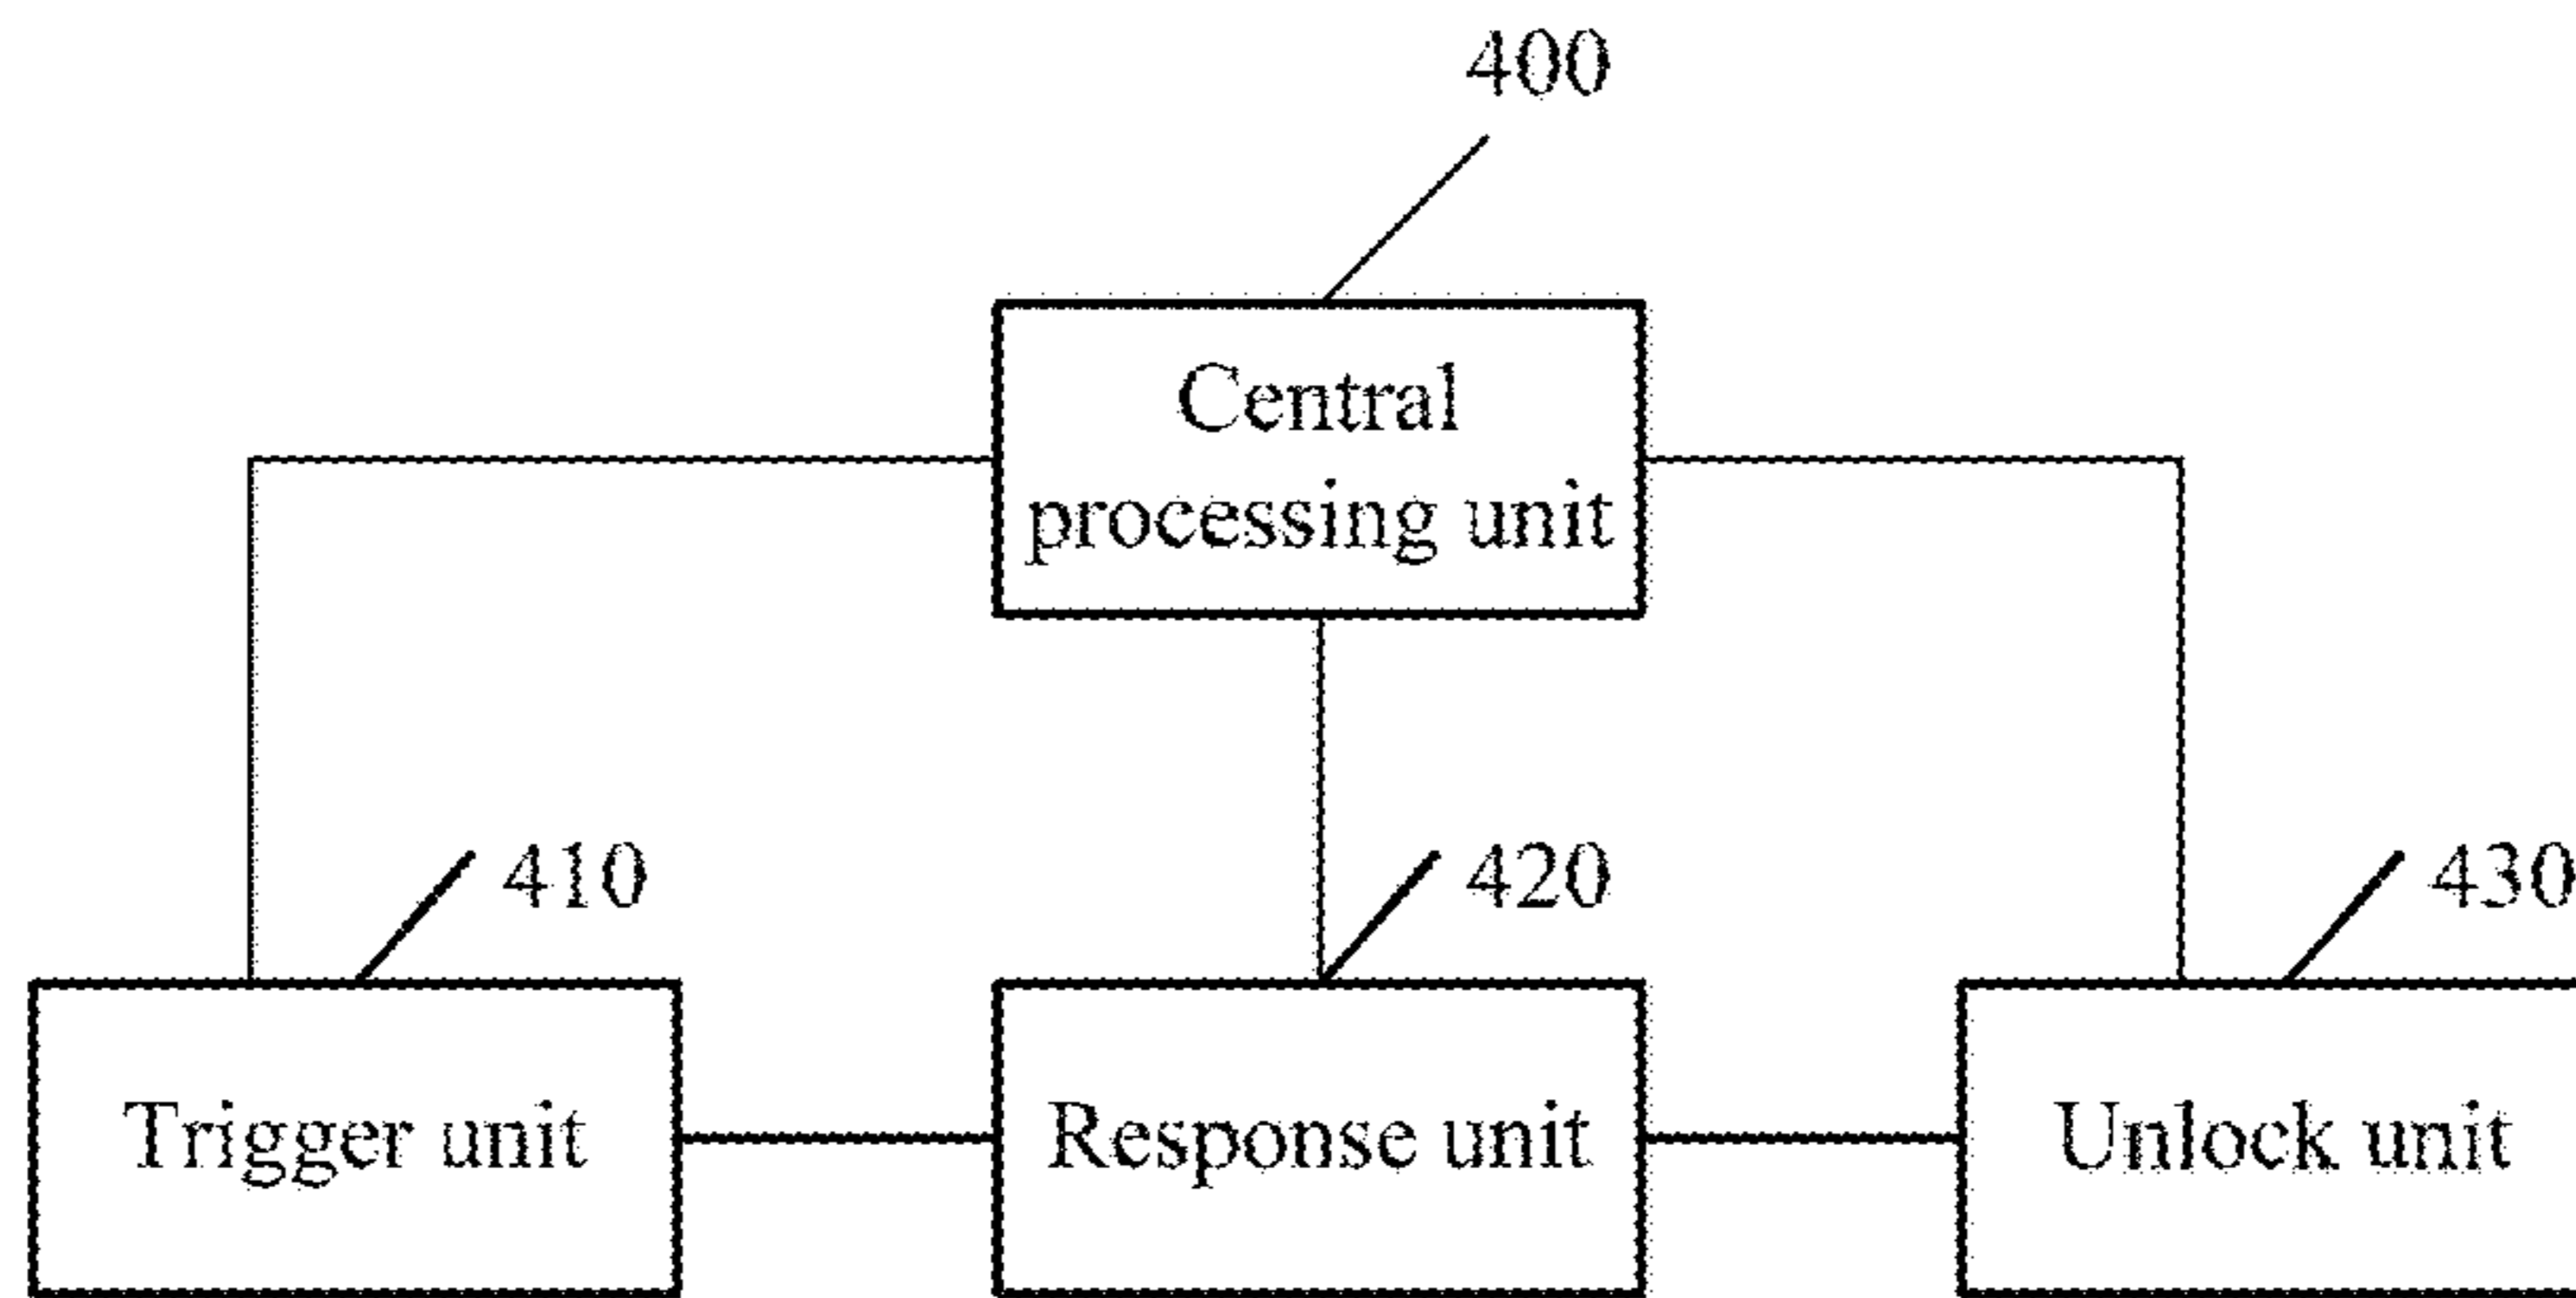 400
Central
processing unit
410
420
430
Trigger unit
Response unit
Unlock unit